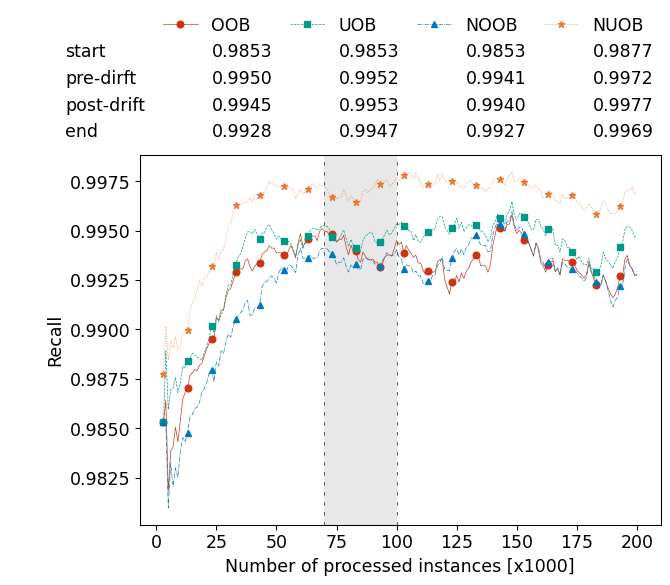 OOB UOB NOOB NUOB
start 0.9853 0.9853 0.9853 0.9877
pre-dirft 0.9950 0.9952 0.9941 0.9972
post-drift 0.9945 0.9953 0.9940 0.9977
end 0.9928 0.9947 0.9927 0.9969
0.9975
0.9950
0.9925
0.9900
0.9875
0.9850
0.9825
Recall
0 25 50 75 100 125 150 175 200
Number of processed instances [x1000]